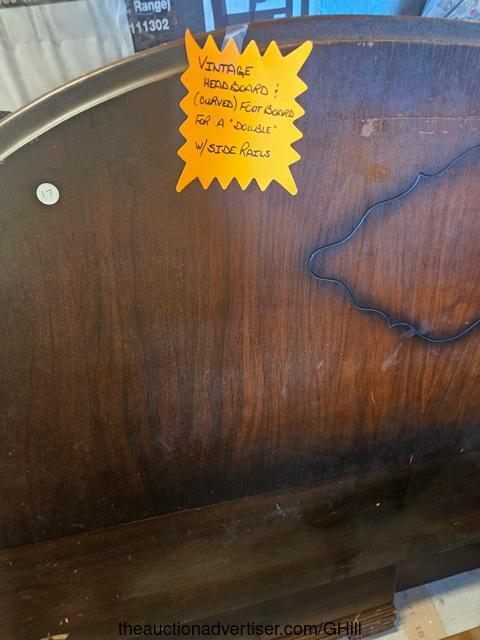 Range)
111302
VINTAGE
HEADBOARD &
(CURVED) FOOTBOARD
FOR A "DOUBLE"
W/ SIDE RAILS
17
theauctionadvertiser.com/GHill